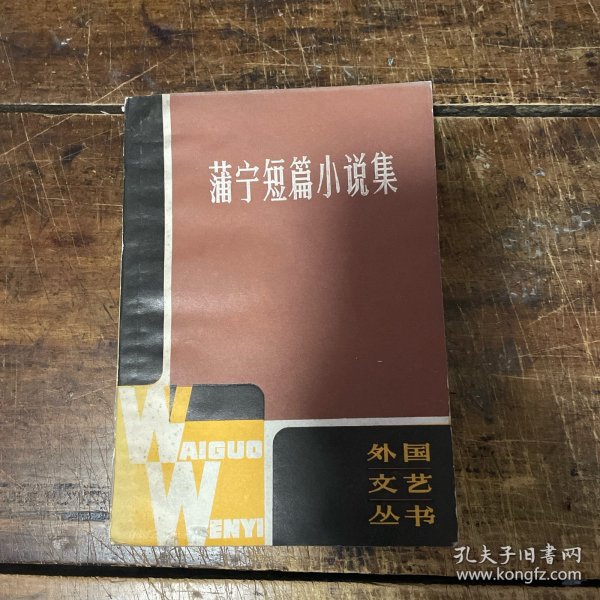 蒲宁短篇小说集
WAIGUO
WENYI
外国
文艺
丛书
孔夫子旧书网
www.kongfz.com